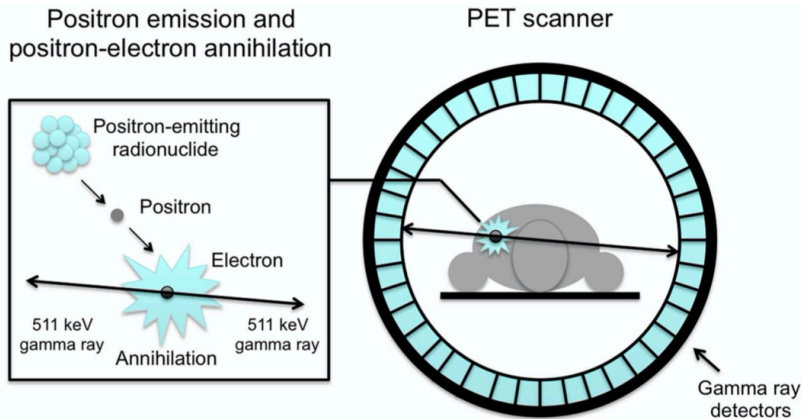 Positron emission and
positron-electron annihilation
PET scanner
Positron-emitting
radionuclide
Positron
Electron
511 keV
gamma ray
511 keV
gamma ray
Annihilation
Gamma ray
detectors